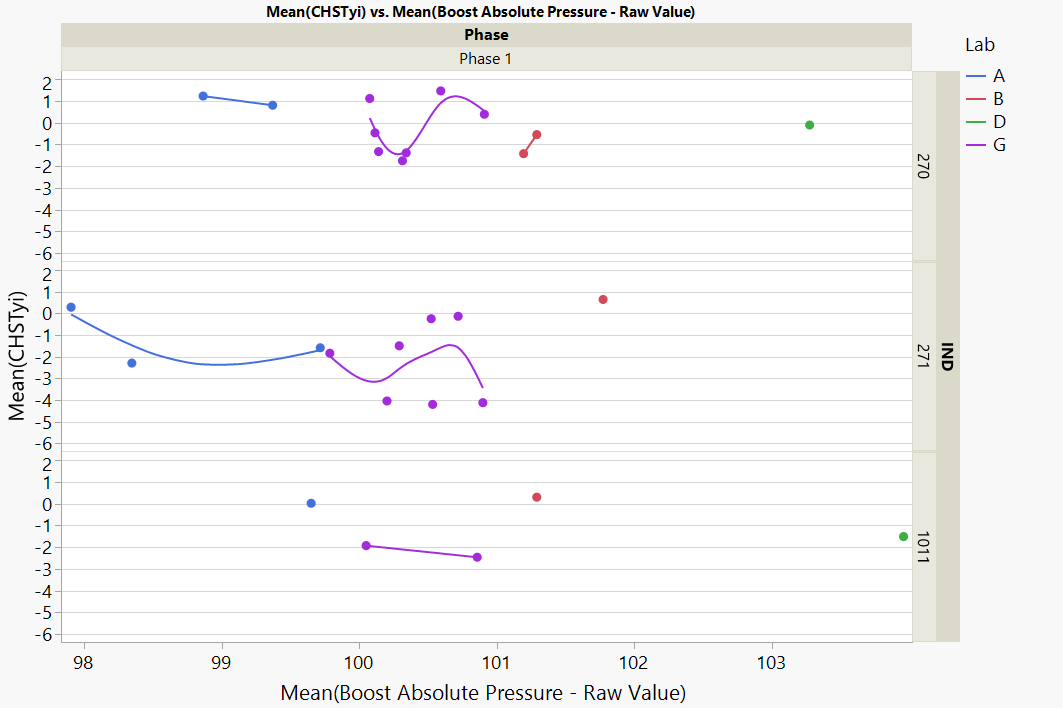 Mean(CHSTyi) vs. Mean(Boost Absolute Pressure - Raw Value)
Phase
Phase 1
Lab
A
B
D
G
Mean(CHSTyi)
2
1
0
-1
-2
-3
-4
-5
-6
270
2
1
0
-1
-2
-3
-4
-5
-6
271
IND
2
1
0
-1
-2
-3
-4
-5
-6
1011
98 99 100 101 102 103
Mean(Boost Absolute Pressure - Raw Value)